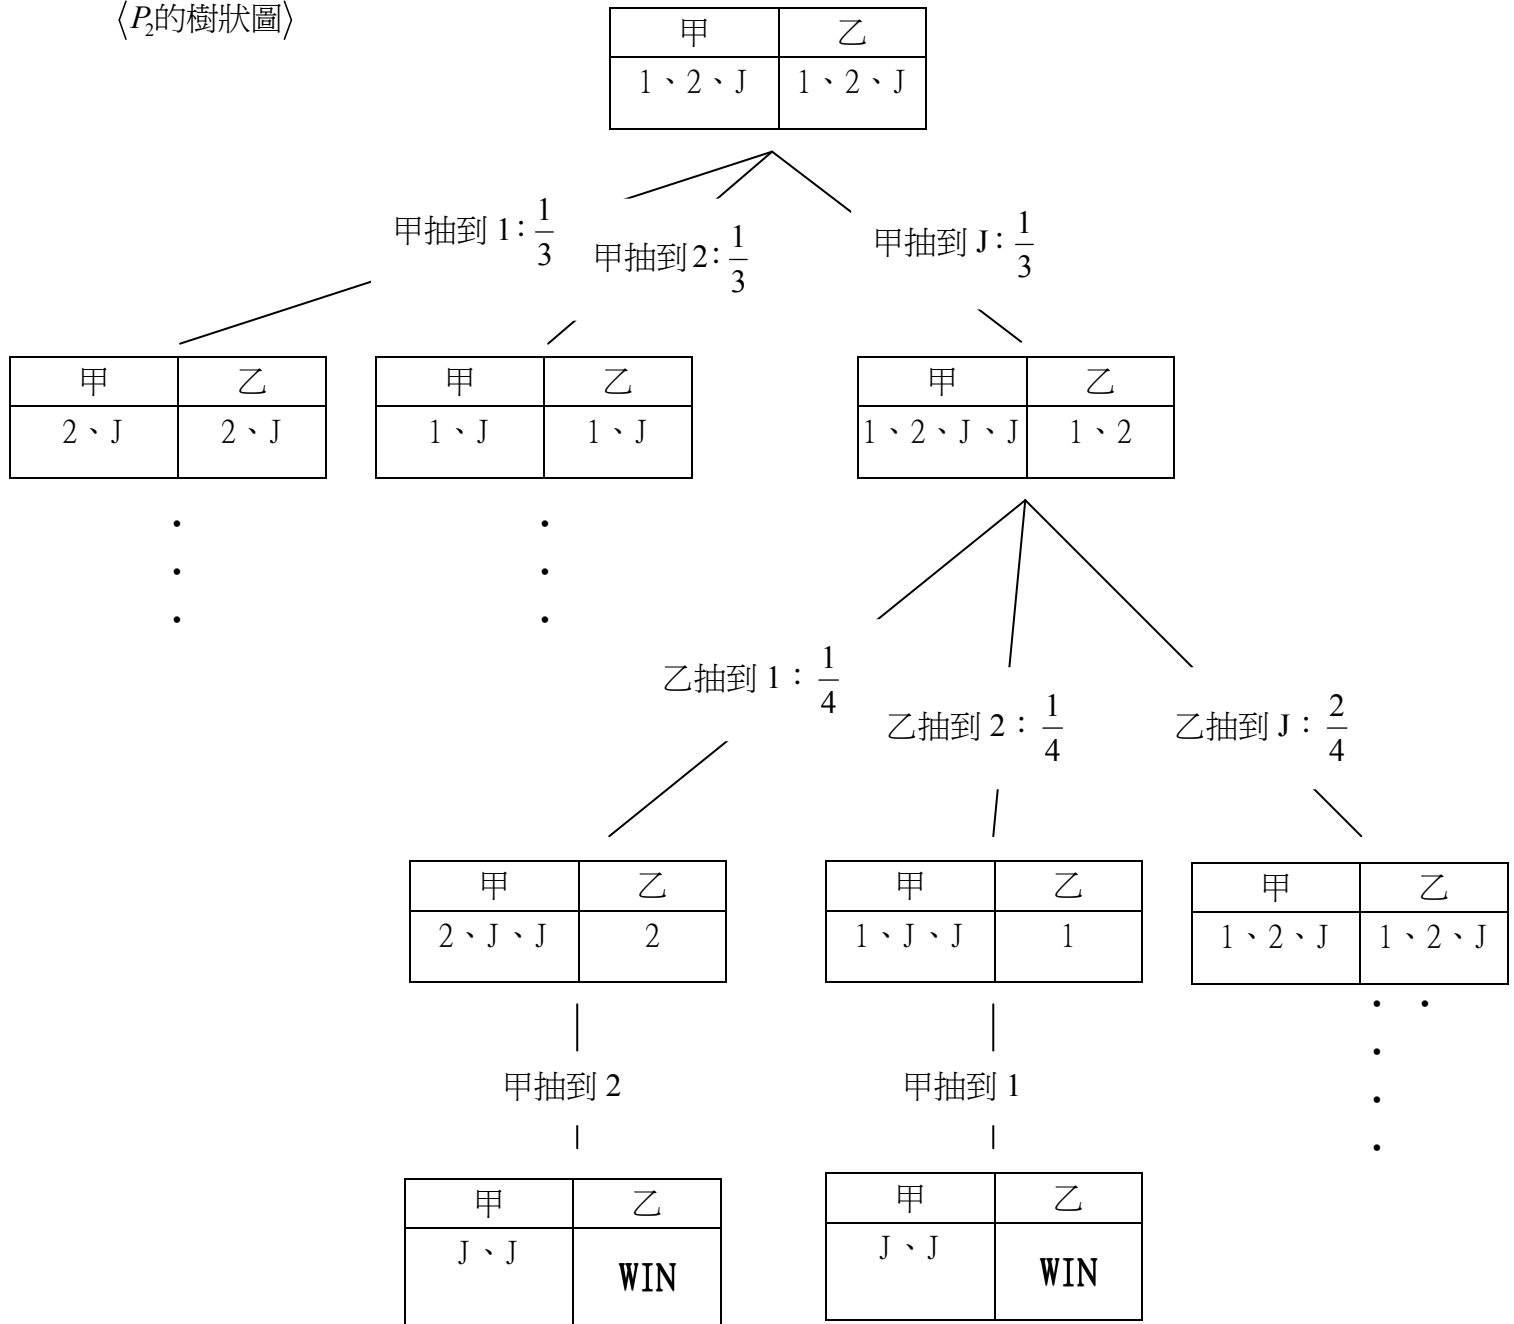 〈P₂的樹狀圖〉
甲 乙
1、2、J 1、2、J
甲抽到 1：1/3 甲抽到 2：1/3 甲抽到 J：1/3
甲 乙 甲 乙 甲 乙
2、J 2、J 1、J 1、J 1、2、J、J 1、2
乙抽到 1：1/4 乙抽到 2：1/4 乙抽到 J：2/4
甲 乙 甲 乙 甲 乙
2、J、J 2 1、J、J 1 1、2、J 1、2、J
甲抽到 2 甲抽到 1
甲 乙 甲 乙
J、J WIN J、J WIN